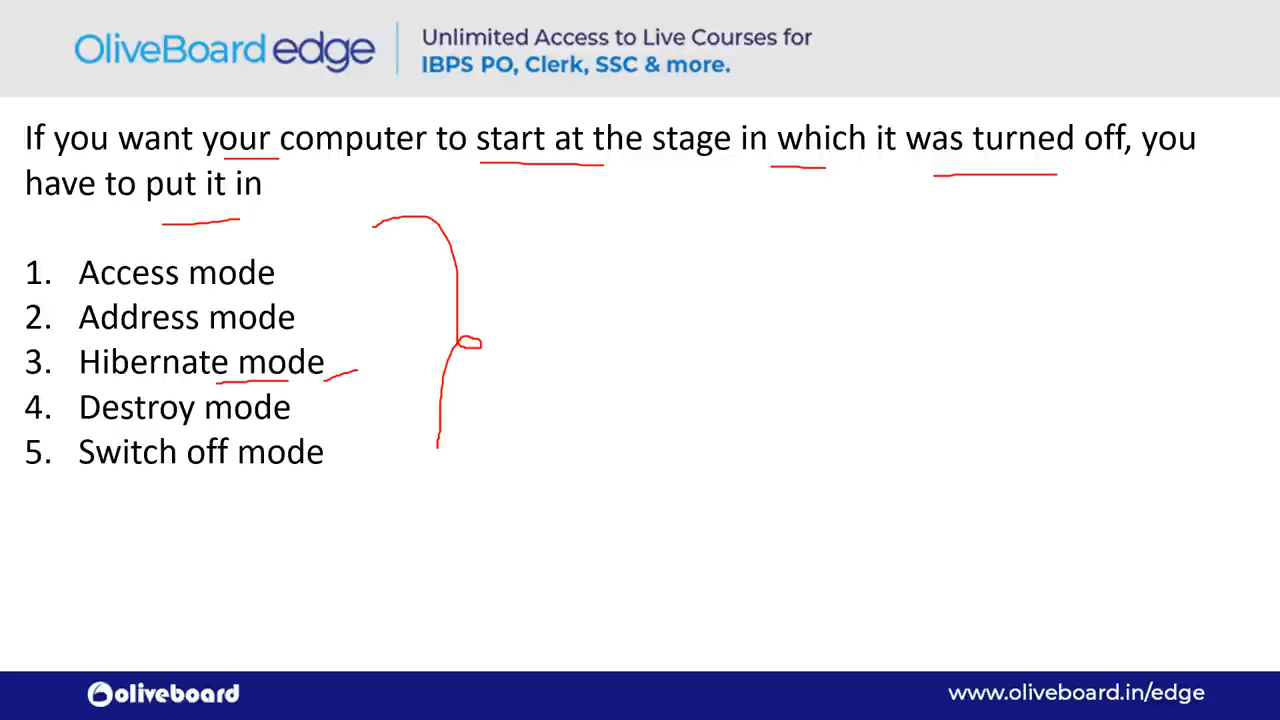 OliveBoard edge
Unlimited Access to Live Courses for
IBPS PO, Clerk, SSC & more.
If you want your computer to start at the stage in which it was turned off, you
have to put it in
1. Access mode
2. Address mode
3. Hibernate mode
4. Destroy mode
5. Switch off mode
oliveboard
www.oliveboard.in/edge